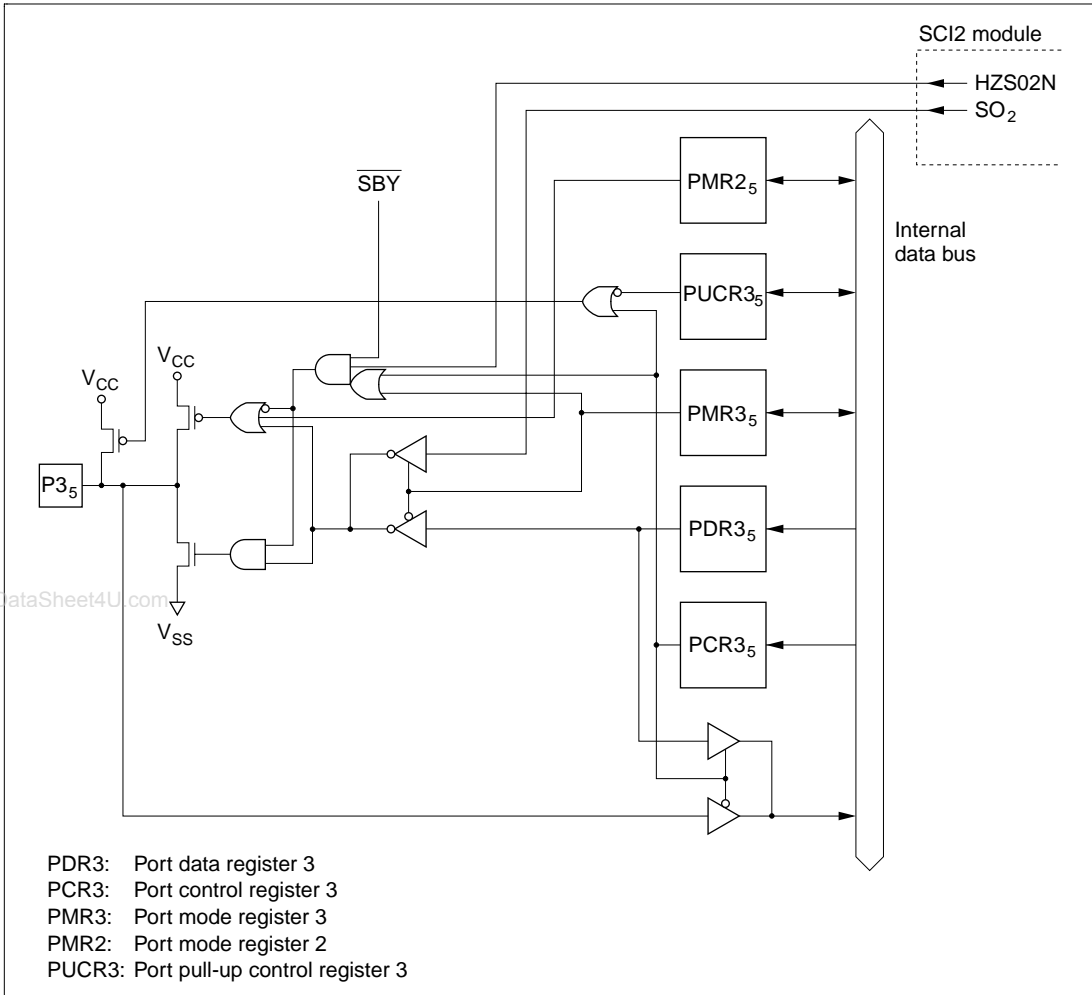 SCI2 module
HZS02N
SO2
SBY
PMR25
Internal
data bus
PUCR35
VCC
VCC
PMR35
P35
PDR35
DataSheet4U.com
VSS
PCR35
PDR3: Port data register 3
PCR3: Port control register 3
PMR3: Port mode register 3
PMR2: Port mode register 2
PUCR3: Port pull-up control register 3